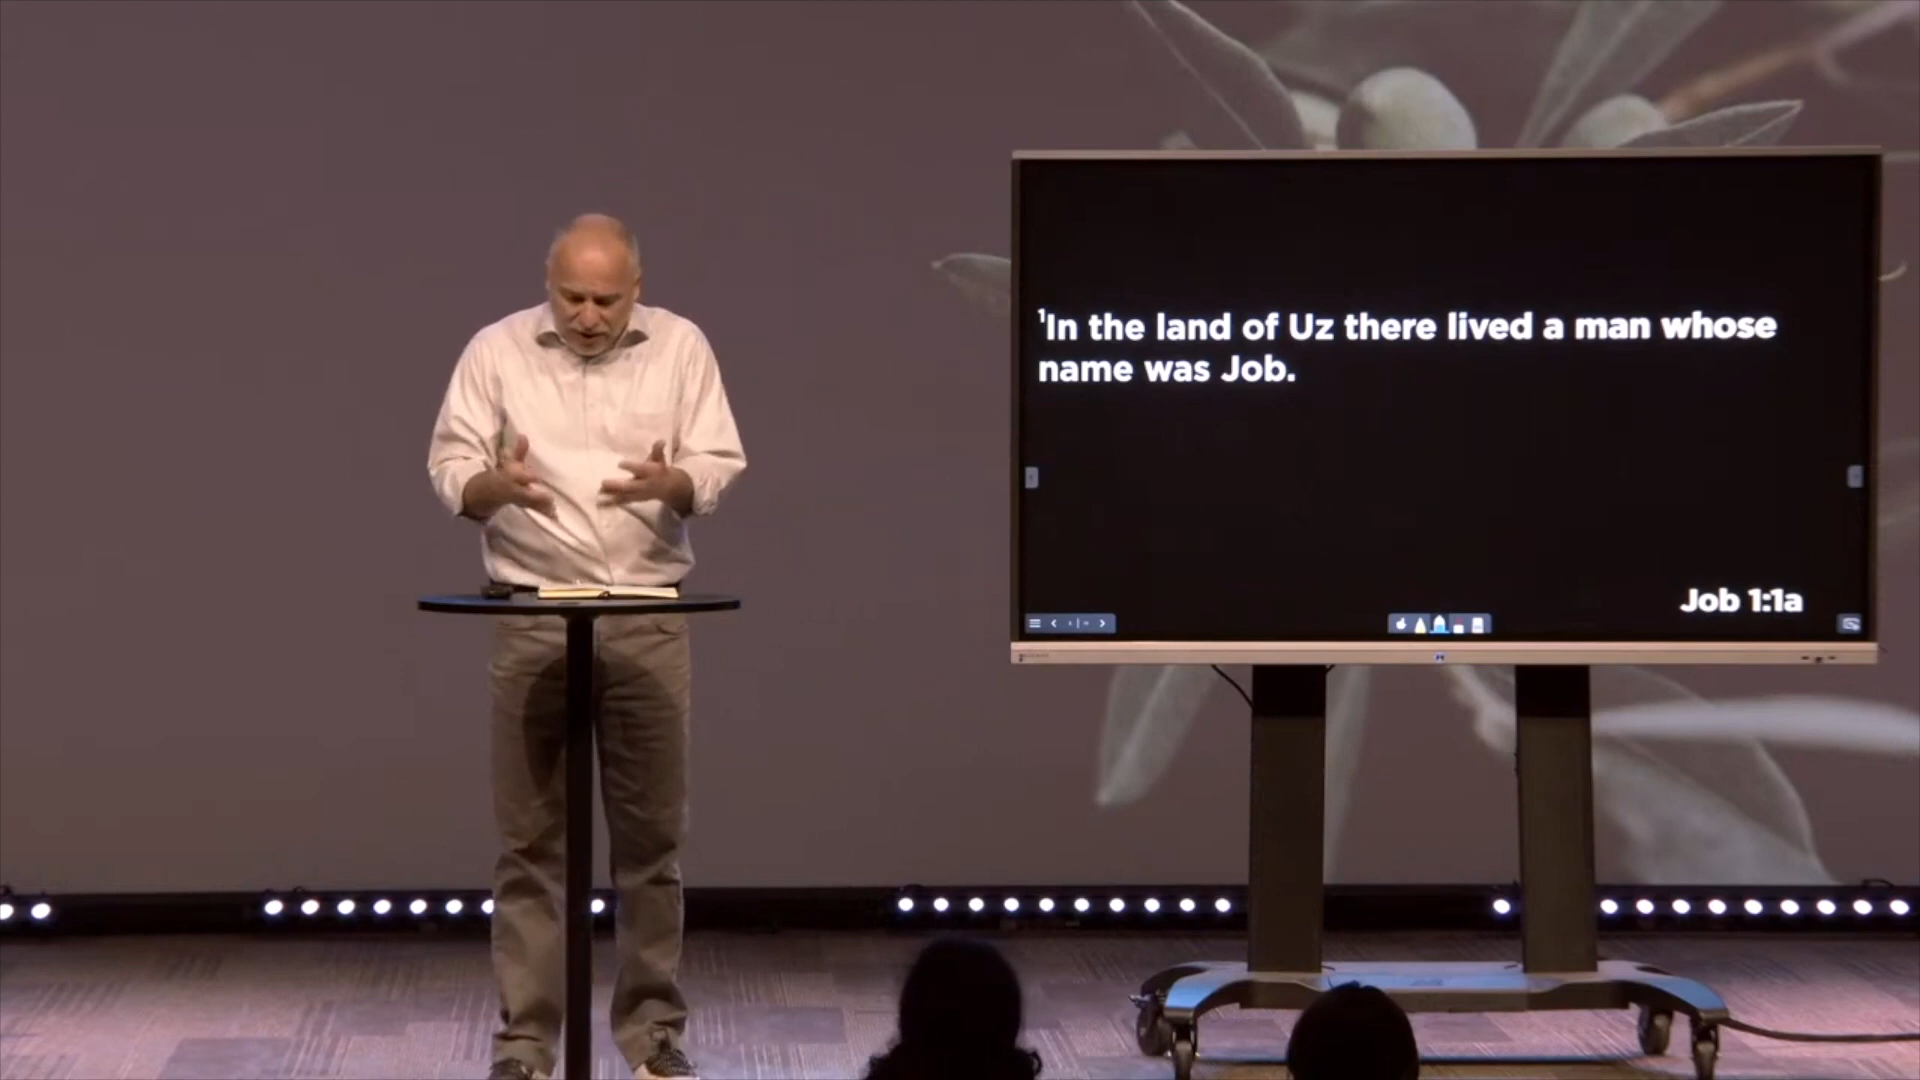 ¹In the land of Uz there lived a man whose
name was Job.
Job 1:1a